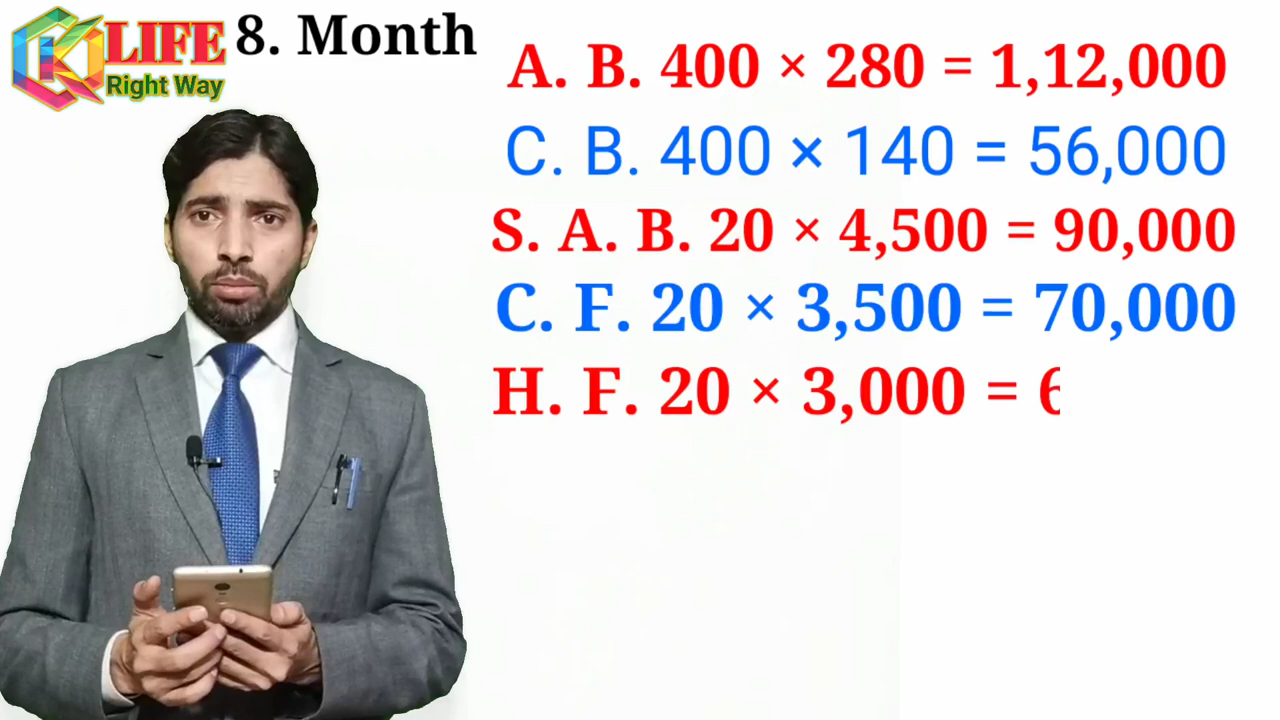 LIFE
Right Way
8. Month
A. B. 400 × 280 = 1,12,000
C. B. 400 × 140 = 56,000
S. A. B. 20 × 4,500 = 90,000
C. F. 20 × 3,500 = 70,000
H. F. 20 × 3,000 =